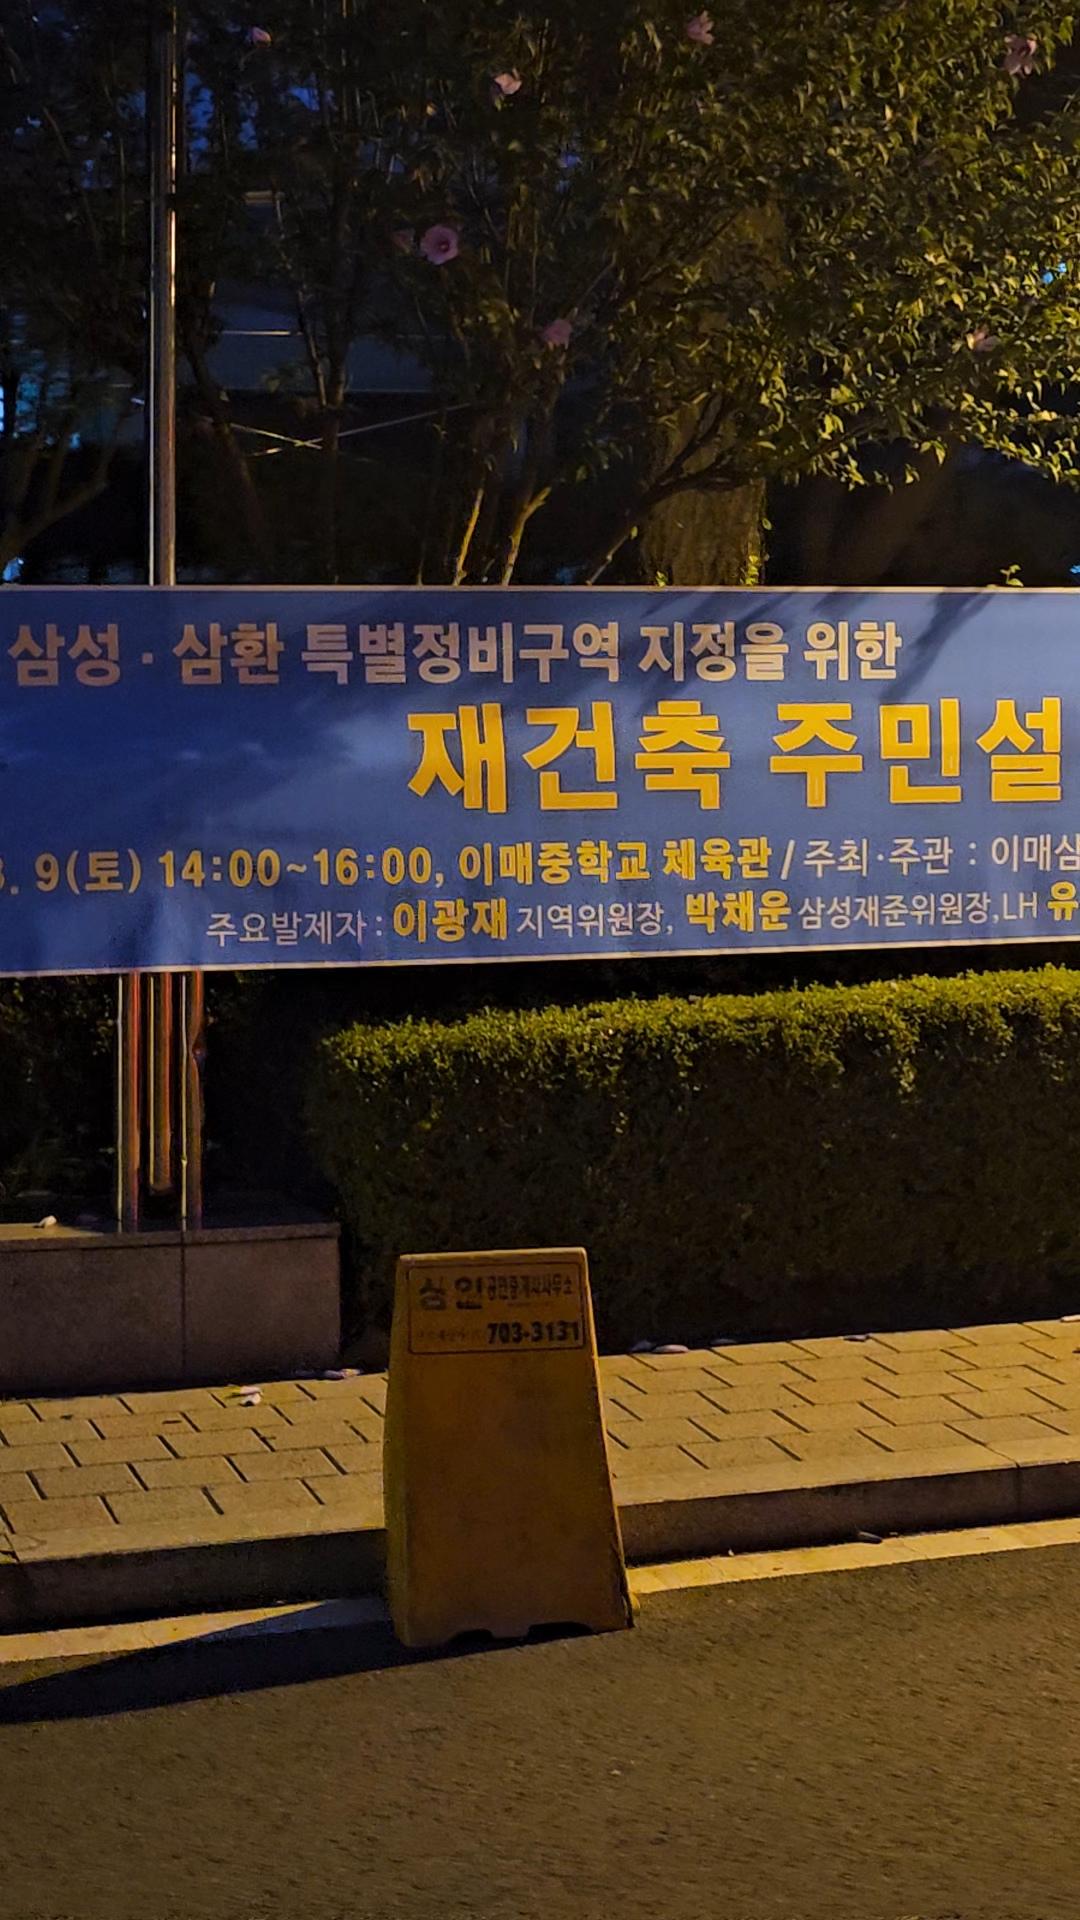 삼성 · 삼환 특별정비구역 지정을 위한
재건축 주민설
. 9(토) 14:00~16:00, 이매중학교 체육관 / 주최·주관 : 이매삼
주요발제자 : 이광재 지역위원장, 박채운 삼성재준위원장,LH 유
상인 공인중개사사무소
703-3131